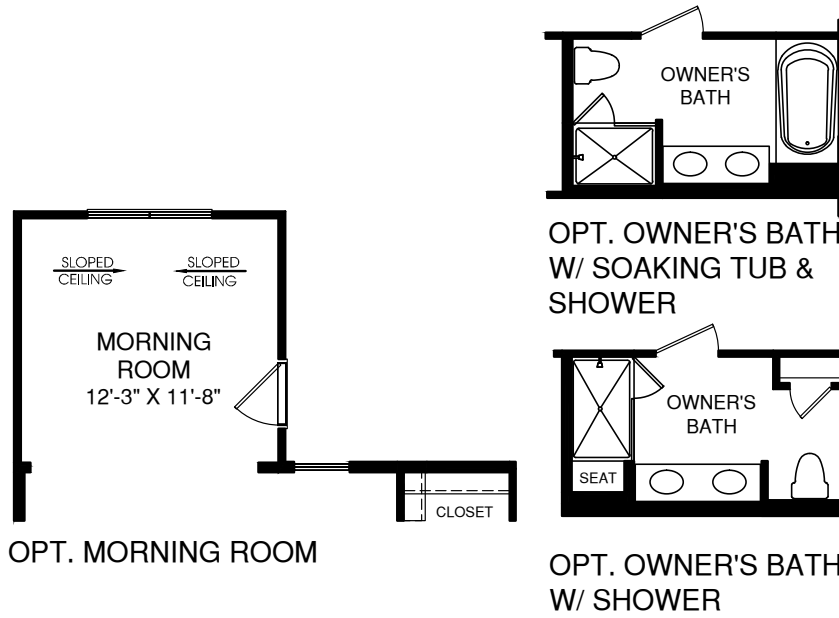 SLOPED
CEILING
SLOPED
CEILING
MORNING
ROOM
12'-3" X 11'-8"
CLOSET
OPT. MORNING ROOM
OWNER'S
BATH
OPT. OWNER'S BATH
W/ SOAKING TUB &
SHOWER
OWNER'S
BATH
SEAT
OPT. OWNER'S BATH
W/ SHOWER